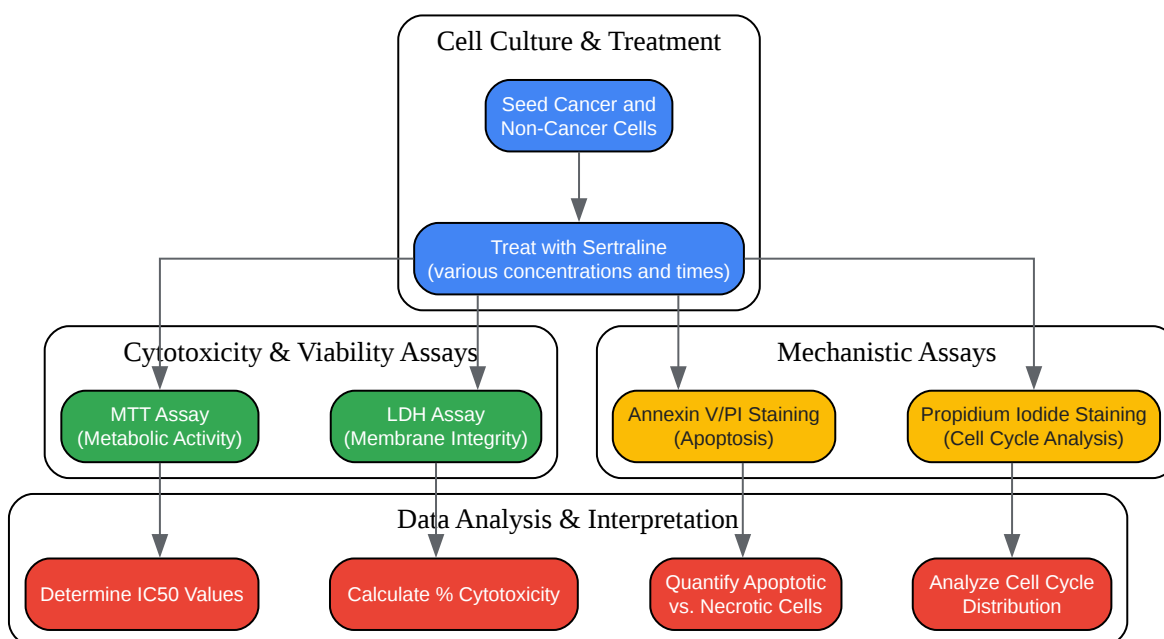 Cell Culture & Treatment
Seed Cancer and
Non-Cancer Cells
Treat with Sertraline
(various concentrations and times)
Cytotoxicity & Viability Assays
MTT Assay
(Metabolic Activity)
LDH Assay
(Membrane Integrity)
Mechanistic Assays
Annexin V/PI Staining
(Apoptosis)
Propidium Iodide Staining
(Cell Cycle Analysis)
Data Analysis & Interpretation
Determine IC50 Values
Calculate % Cytotoxicity
Quantify Apoptotic
vs. Necrotic Cells
Analyze Cell Cycle
Distribution